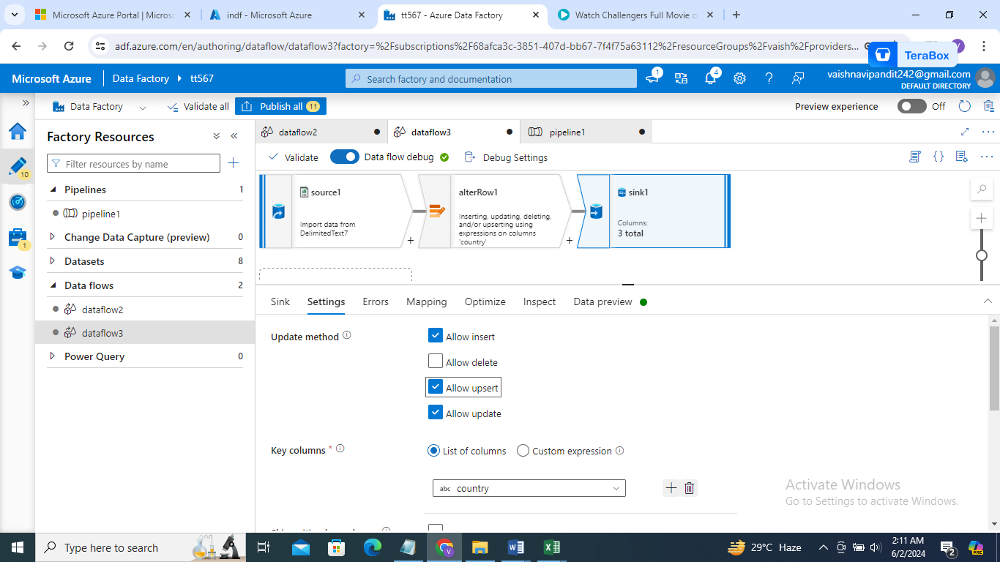 Microsoft Azure Portal | Microsof
indf - Microsoft Azure
tt567 - Azure Data Factory
Watch Challengers Full Movie o
adf.azure.com/en/authoring/dataflow/dataflow3?factory=%2Fsubscriptions%2F68afca3c-3851-407d-bb67-7f4f75a63112%2FresourceGroups%2Fvaish%2Fproviders...
V
TeraBox
Microsoft Azure
Data Factory
tt567
Search factory and documentation
1
4
vaishnavipandit242@gmail.com
DEFAULT DIRECTORY
Data Factory
Validate all
Publish all 11
Preview experience
Off
Factory Resources
Filter resources by name
10
1
Pipelines 1
pipeline1
Change Data Capture (preview) 0
Datasets 8
Data flows 2
dataflow2
dataflow3
Power Query 0
dataflow2
dataflow3
pipeline1
Validate
Data flow debug
Debug Settings
source1
Import data from
DelimitedText7
+
alterRow1
Inserting, updating, deleting,
and/or upserting using
expressions on columns
'country'
+
sink1
Columns:
3 total
Sink
Settings
Errors
Mapping
Optimize
Inspect
Data preview
Update method
Allow insert
Allow delete
Allow upsert
Allow update
Key columns *
List of columns
Custom expression
abc country
Activate Windows
Go to Settings to activate Windows.
Type here to search
29°C Haze
2:11 AM
6/2/2024
2
PRE